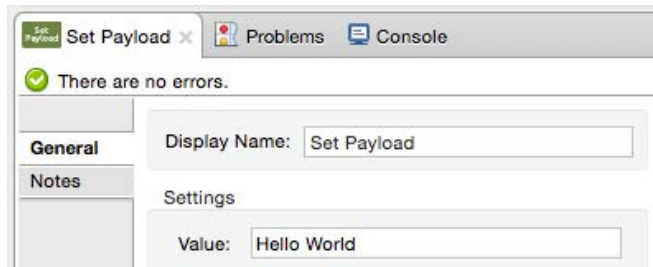 Set Payload Set Payload Problems Console
There are no errors.
General
Notes
Display Name: Set Payload
Settings
Value: Hello World